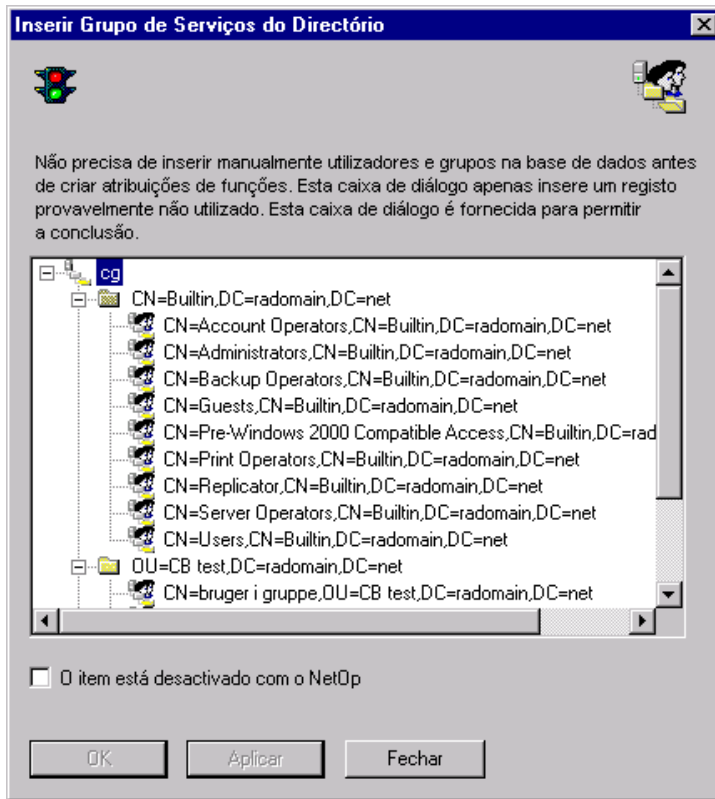 Inserir Grupo de Serviços do Directório
Não precisa de inserir manualmente utilizadores e grupos na base de dados antes
de criar atribuições de funções. Esta caixa de diálogo apenas insere um registo
provavelmente não utilizado. Esta caixa de diálogo é fornecida para permitir
a conclusão.
cg
CN=Builtin,DC=radomain,DC=net
CN=Account Operators,CN=Builtin,DC=radomain,DC=net
CN=Administrators,CN=Builtin,DC=radomain,DC=net
CN=Backup Operators,CN=Builtin,DC=radomain,DC=net
CN=Guests,CN=Builtin,DC=radomain,DC=net
CN=Pre-Windows 2000 Compatible Access,CN=Builtin,DC=rad
CN=Print Operators,CN=Builtin,DC=radomain,DC=net
CN=Replicator,CN=Builtin,DC=radomain,DC=net
CN=Server Operators,CN=Builtin,DC=radomain,DC=net
CN=Users,CN=Builtin,DC=radomain,DC=net
OU=CB test,DC=radomain,DC=net
CN=bruger i gruppe,OU=CB test,DC=radomain,DC=net
O item está desactivado com o NetOp
OK Aplicar Fechar